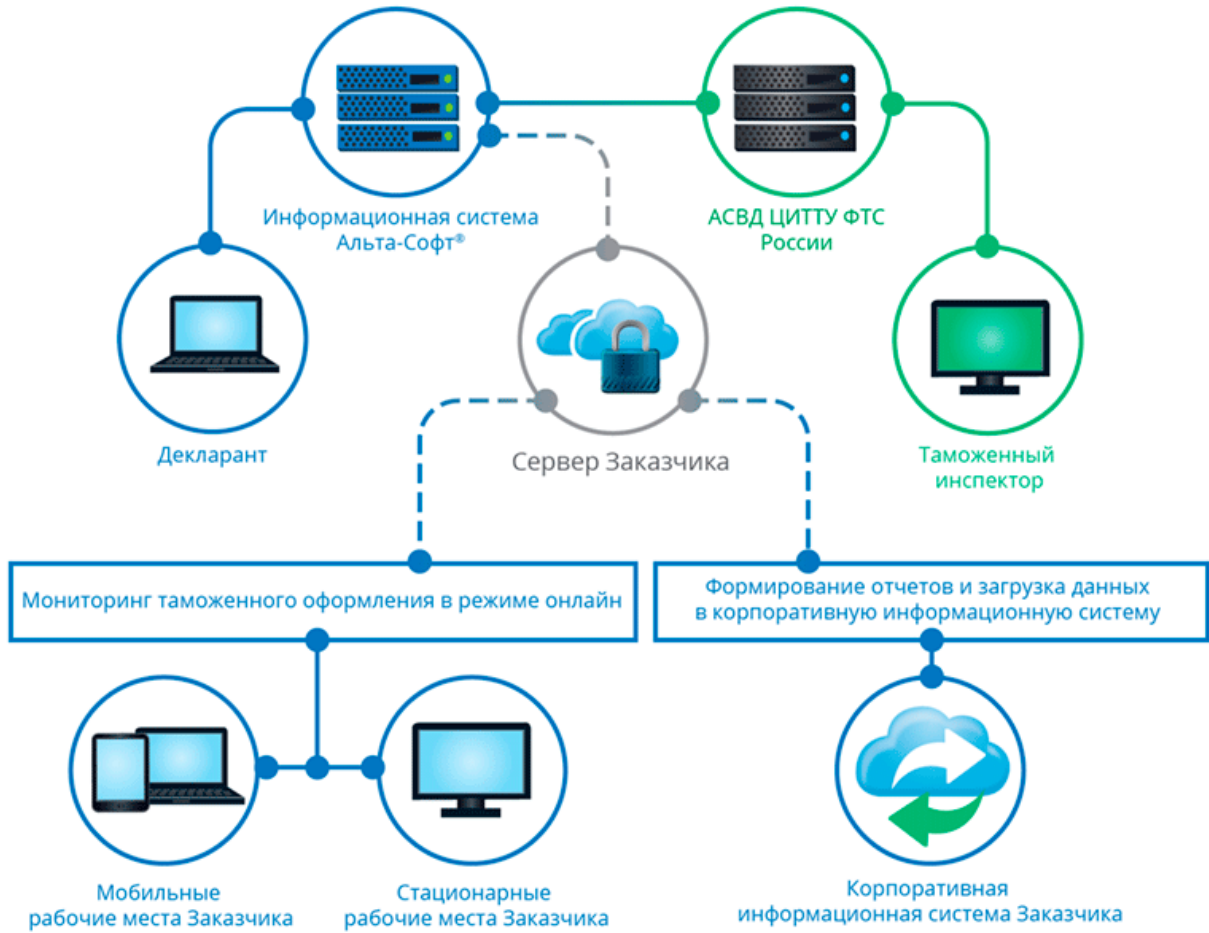 Информационная система
Альта-Софт®
АСВД ЦИТТУ ФТС
России
Декларант
Сервер Заказчика
Таможенный
инспектор
Мониторинг таможенного оформления в режиме онлайн
Формирование отчетов и загрузка данных
в корпоративную информационную систему
Мобильные
рабочие места Заказчика
Стационарные
рабочие места Заказчика
Корпоративная
информационная система Заказчика